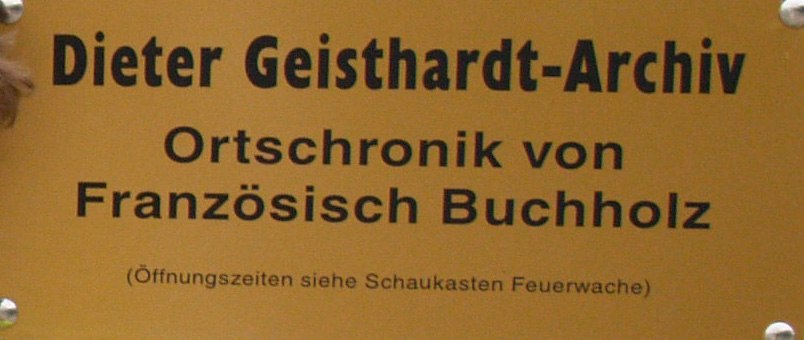 Dieter Geisthardt-Archiv
Ortschronik von
Französisch Buchholz
(Öffnungszeiten siehe Schaukasten Feuerwache)